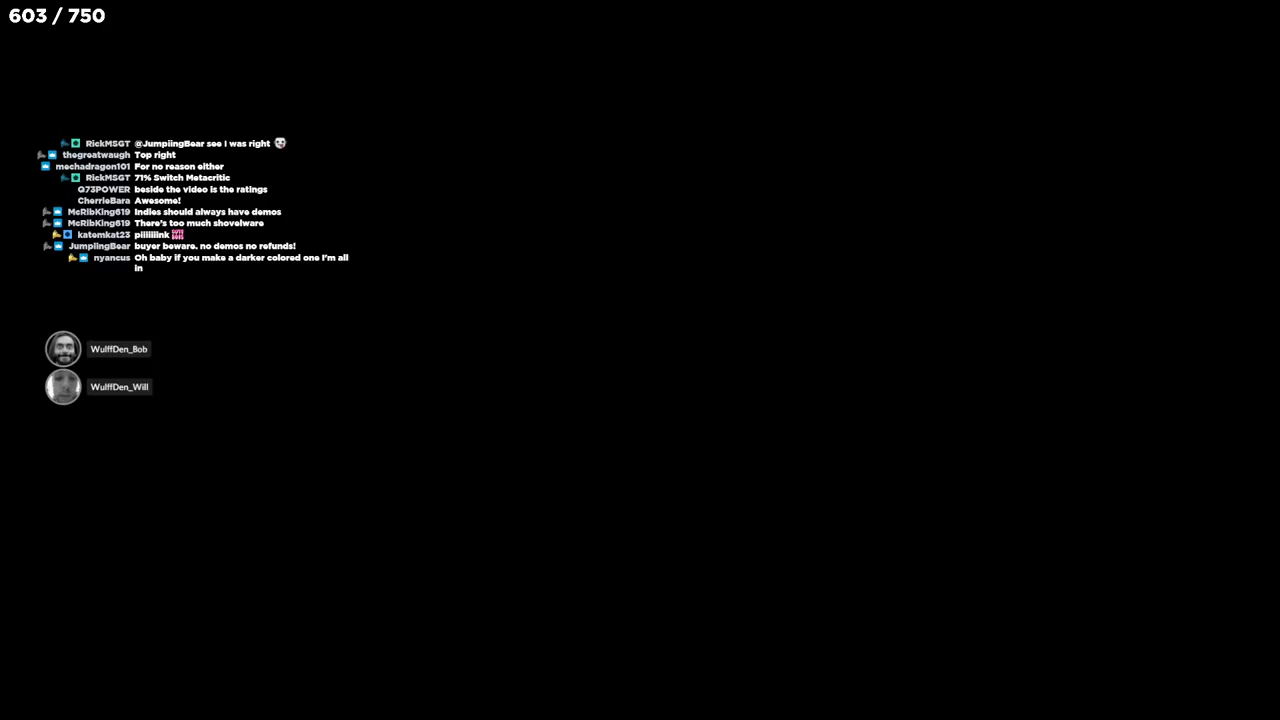 603 / 750
RickMSGT @JumpiingBear see I was right
thegreatwaugh Top right
mechadragon101 For no reason either
RickMSGT 71% Switch Metacritic
Q73POWER beside the video is the ratings
CherrieBara Awesome!
McRibKing619 Indies should always have demos
McRibKing619 There's too much shovelware
katemkat23 piiiiiiink
JumpiingBear buyer beware. no demos no refunds!
nyancus Oh baby if you make a darker colored one I'm all
in
WulffDen_Bob
WulffDen_Will